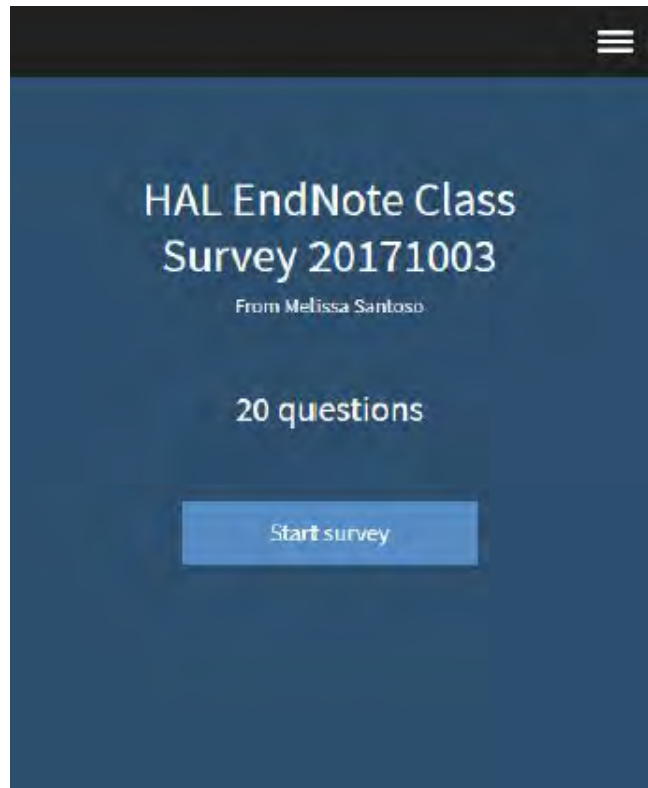 HAL EndNote Class
Survey 20171003
From Melissa Santoso
20 questions
Start survey